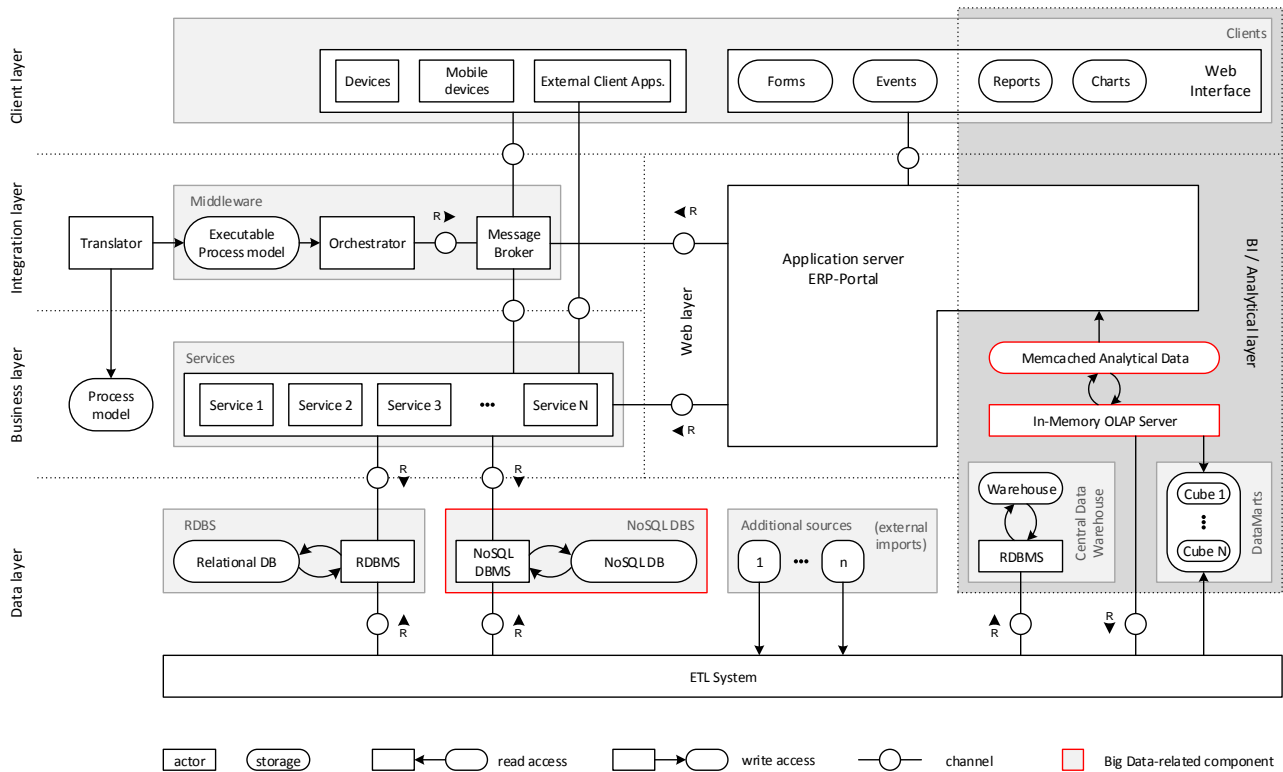 Client layer
Integration layer
Business layer
Data layer
Clients
Devices
Mobile
devices
External Client Apps.
Forms
Events
Reports
Charts
Web
Interface
Middleware
Translator
Executable
Process model
Orchestrator
R
Message
Broker
R
Web layer
Application server
ERP-Portal
BI / Analytical layer
Process
model
Services
Service 1
Service 2
Service 3
•••
Service N
R
Memcached Analytical Data
In-Memory OLAP Server
R
R
RDBS
Relational DB
RDBMS
NoSQL DBS
NoSQL
DBMS
NoSQL DB
Additional sources
(external
imports)
1
•••
n
Warehouse
RDBMS
Central Data
Warehouse
Cube 1
•••
Cube N
DataMarts
R
R
R
R
ETL System
actor
storage
read access
write access
channel
Big Data-related component